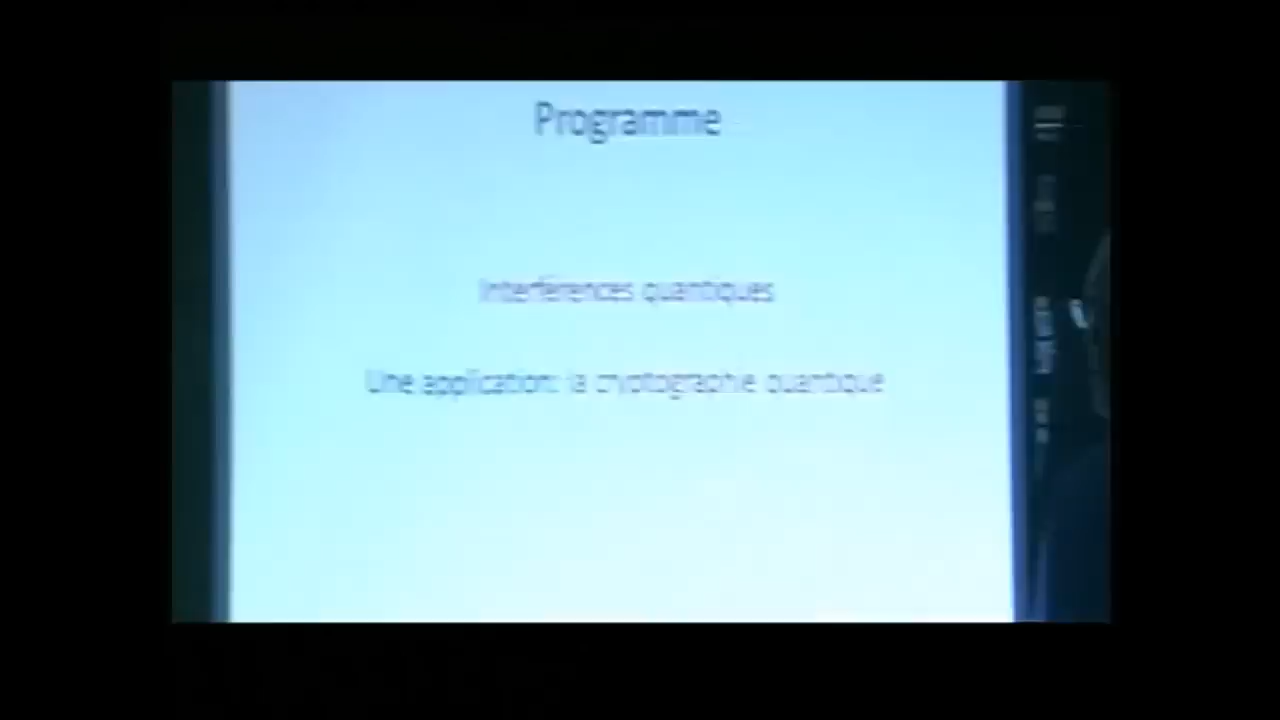 Programme
Interférences quantiques
Une application: la cryptographie quantique